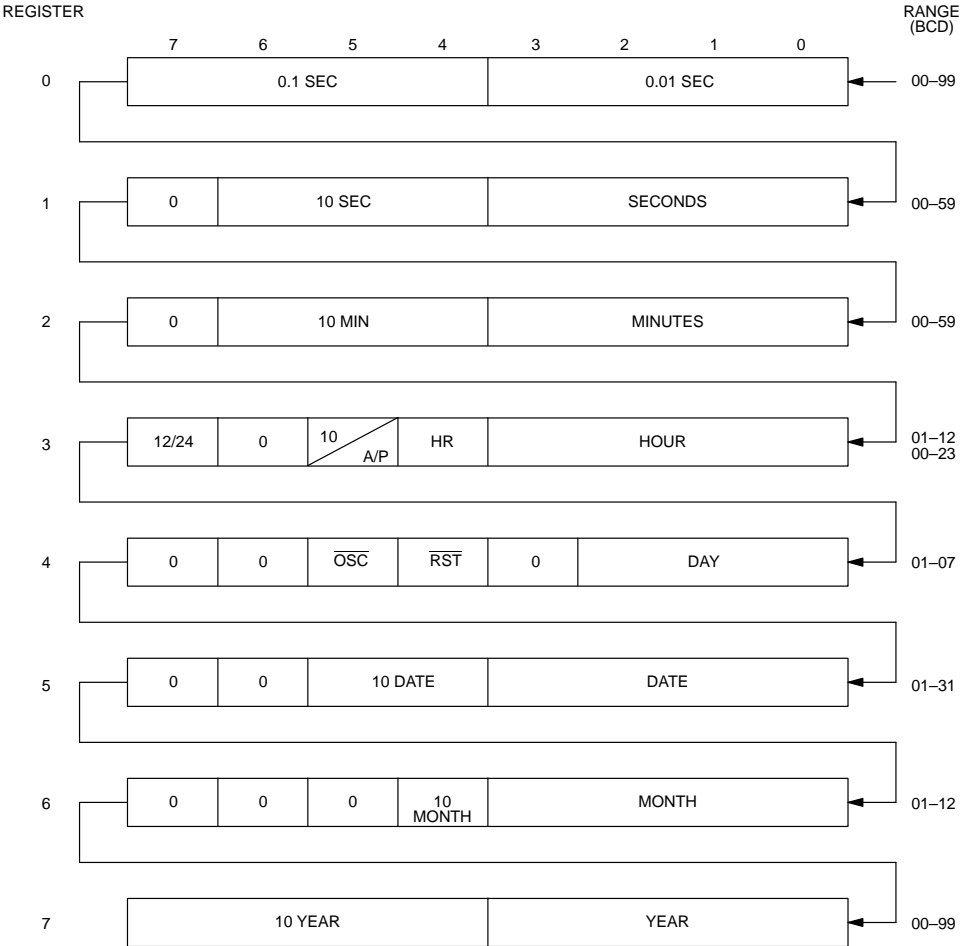 REGISTER
RANGE
(BCD)
7 6 5 4 3 2 1 0
0 0.1 SEC 0.01 SEC 00–99
1 0 10 SEC SECONDS 00–59
2 0 10 MIN MINUTES 00–59
3 12/24 0 10 A/P HR HOUR 01–12
00–23
4 0 0 O̅S̅C̅ R̅S̅T̅ 0 DAY 01–07
5 0 0 10 DATE DATE 01–31
6 0 0 0 10 MONTH MONTH 01–12
7 10 YEAR YEAR 00–99